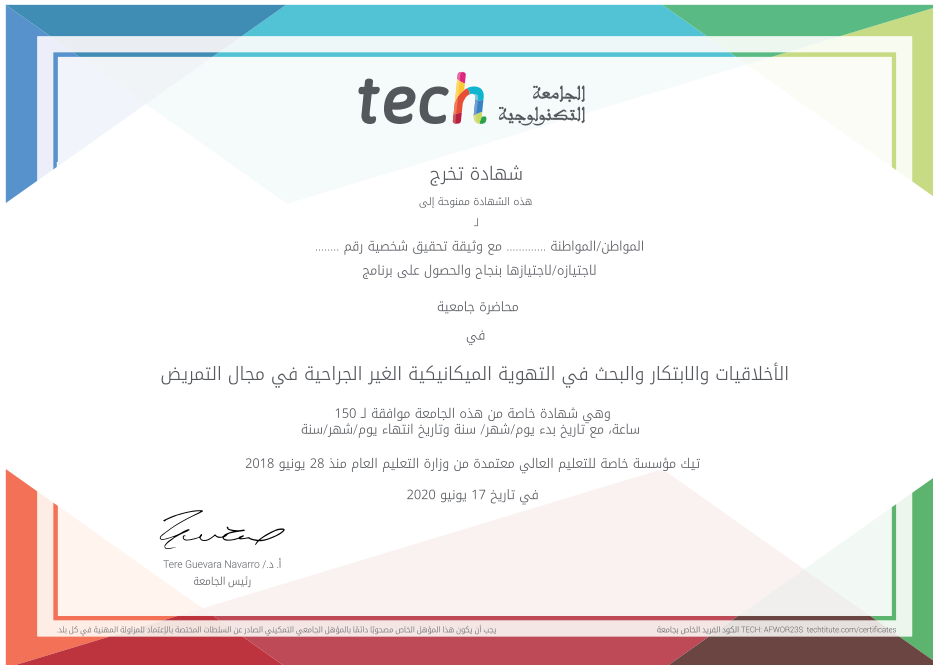 tech الجامعة
التكنولوجية
شهادة تخرج
هذه الشهادة ممنوحة إلى
لـ
المواطن/المواطنة ............. مع وثيقة تحقيق شخصية رقم ........
لاجتيازه/لاجتيازها بنجاح والحصول على برنامج
محاضرة جامعية
في
الأخلاقيات والابتكار والبحث في التهوية الميكانيكية الغير الجراحية في مجال التمريض
وهي شهادة خاصة من هذه الجامعة موافقة لـ 150
ساعة، مع تاريخ بدء يوم/شهر/ سنة وتاريخ انتهاء يوم/شهر/سنة
تيك مؤسسة خاصة للتعليم العالي معتمدة من وزارة التعليم العام منذ 28 يونيو 2018
في تاريخ 17 يونيو 2020
أ. د./ Tere Guevara Navarro
رئيس الجامعة
يجب أن يكون هذا المؤهل الخاص مصحوبًا دائمًا بالمؤهل الجامعي التمكيني الصادر عن السلطات المختصة بالإعتماد للمزاولة المهنية في كل بلد.
الكود الفريد الخاص بجامعة TECH: AFWOR23S techtitute.com/certificates